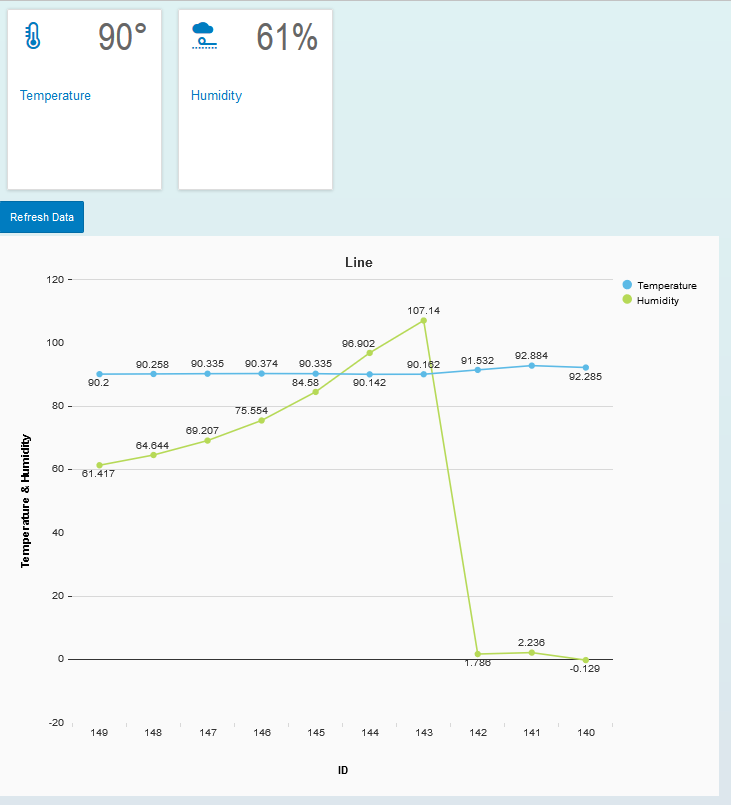 90° 61%
Temperature Humidity
Refresh Data
Line
Temperature
Humidity
120
100
80
60
40
20
0
-20
Temperature & Humidity
90.2 90.258 90.335 90.374 90.335 90.142 90.162 91.532 92.884 92.285
61.417 64.644 69.207 75.554 84.58 96.902 107.14 1.786 2.236 -0.129
149 148 147 146 145 144 143 142 141 140
ID